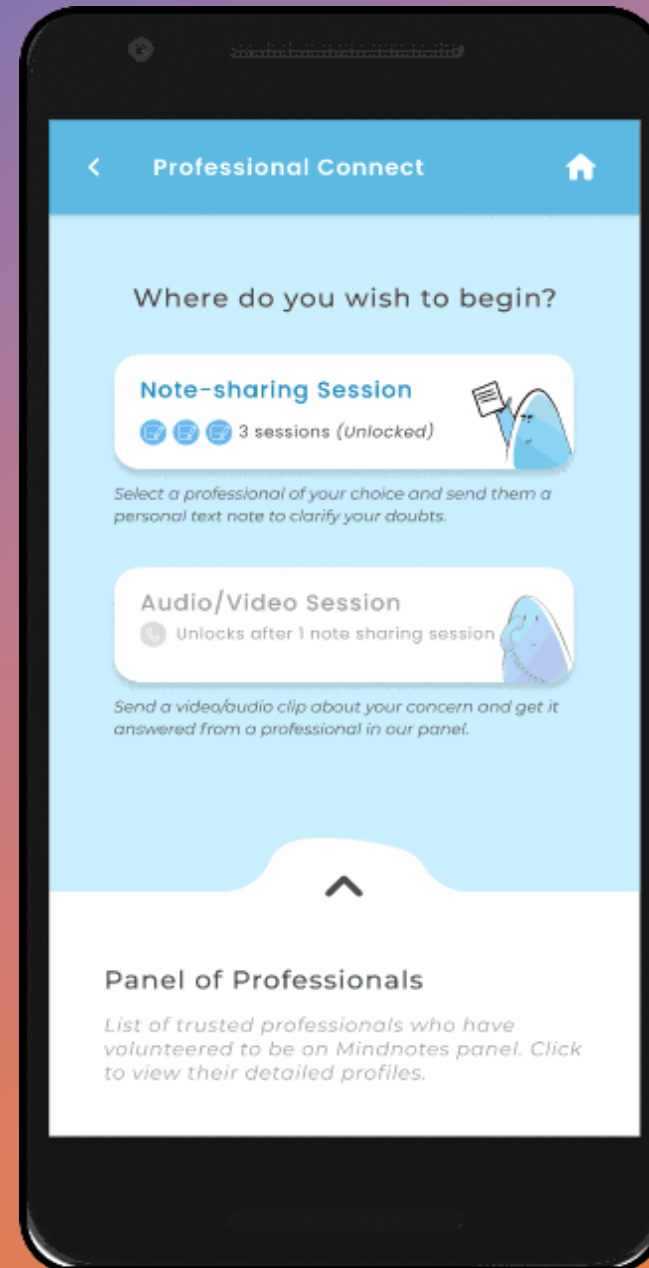 Professional Connect
Where do you wish to begin?
Note-sharing Session
3 sessions (Unlocked)
Select a professional of your choice and send them a
personal text note to clarify your doubts.
Audio/Video Session
Unlocks after 1 note sharing session
Send a video/audio clip about your concern and get it
answered from a professional in our panel.
Panel of Professionals
List of trusted professionals who have
volunteered to be on Mindnotes panel. Click
to view their detailed profiles.